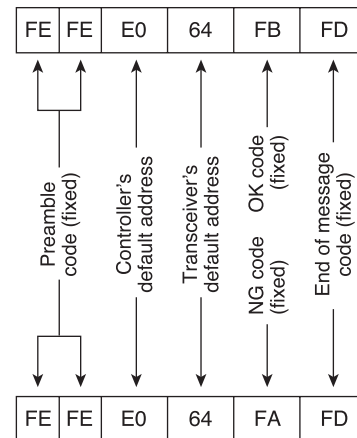 FE FE E0 64 FB FD
Preamble
code (fixed)
Controller's
default address
Transceiver's
default address
OK code
(fixed)
NG code
(fixed)
End of message
code (fixed)
FE FE E0 64 FA FD